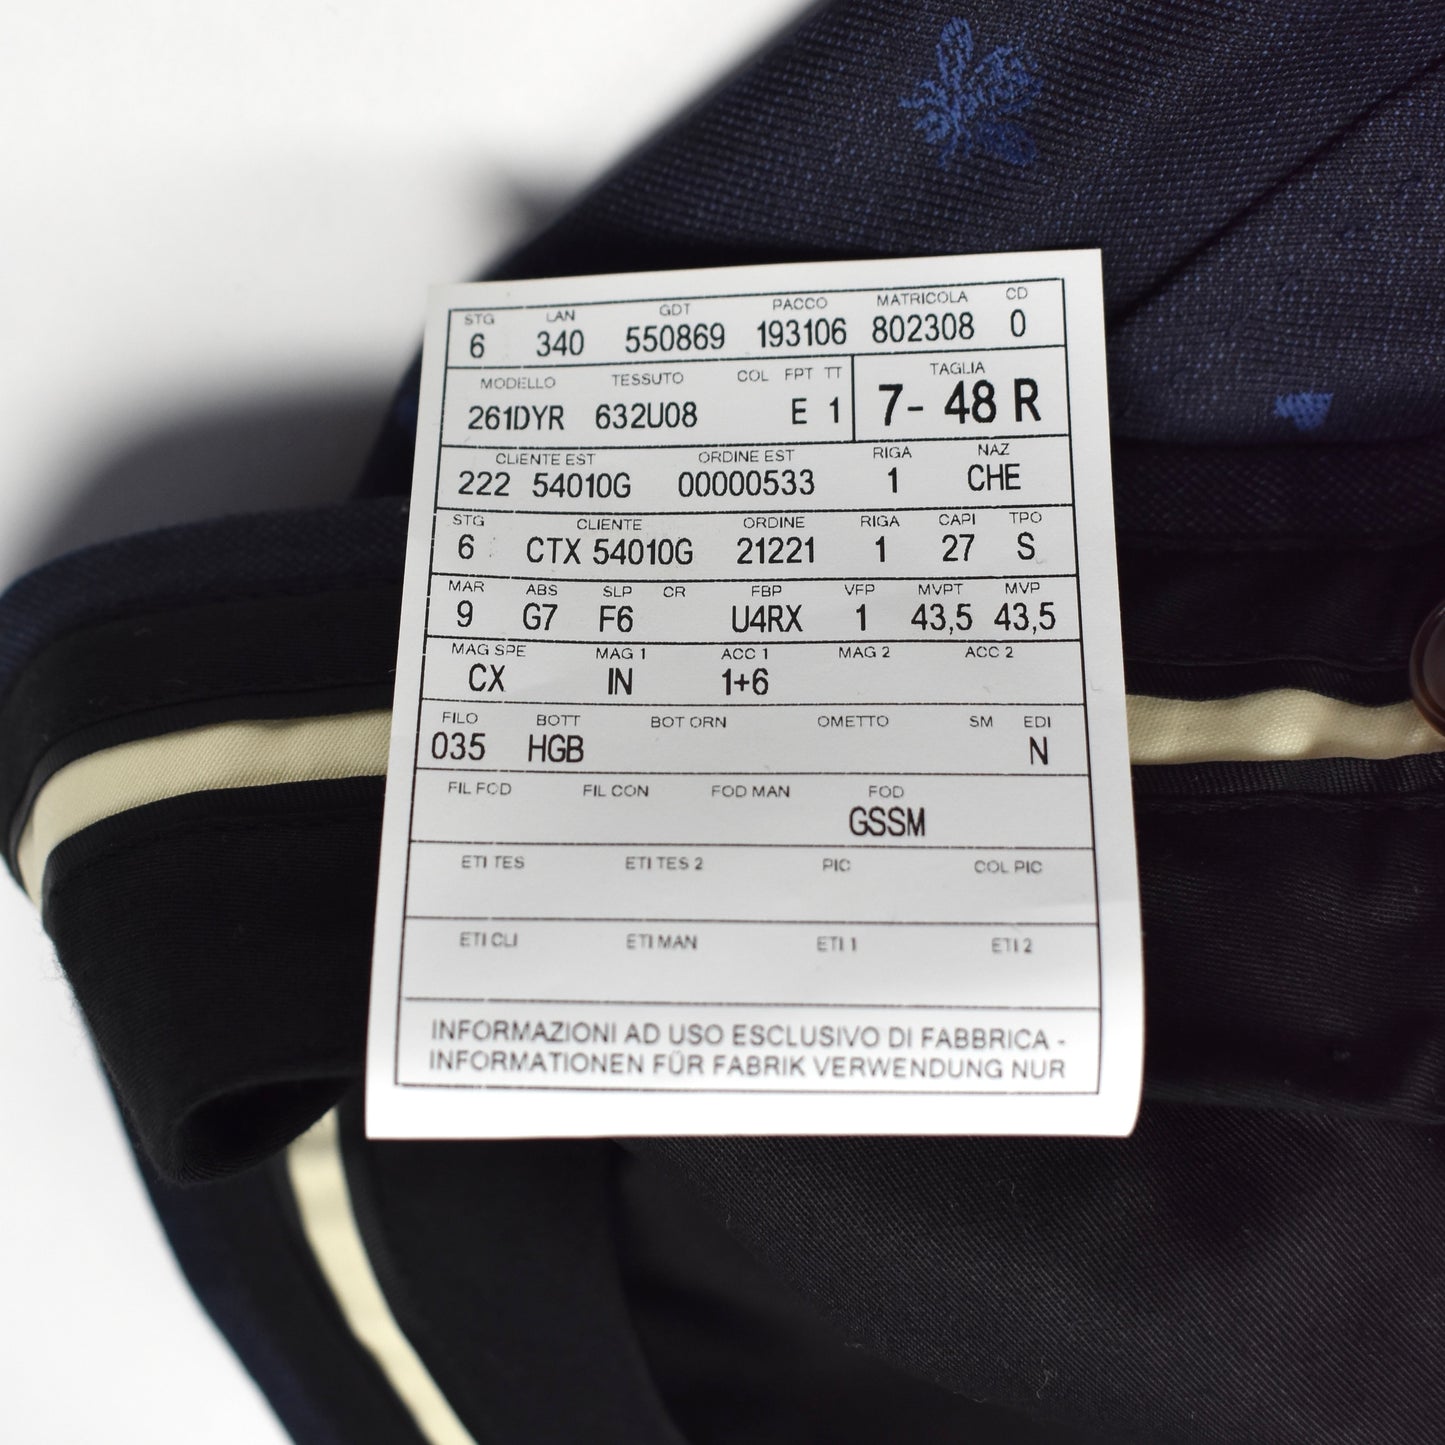 STG LAN GDT PACCO MATRICOLA CD
6 340 550869 193106 802308 0
MODELLO TESSUTO COL FPT TT TAGLIA
261DYR 632U08 E 1 7- 48 R
CLIENTE EST ORDINE EST RIGA NAZ
222 54010G 00000533 1 CHE
STG CLIENTE ORDINE RIGA CAPI TPO
6 CTX 54010G 21221 1 27 S
MAR ABS SLP CR FBP VFP MVPT MVP
9 G7 F6 U4RX 1 43,5 43,5
MAG SPE MAG 1 ACC 1 MAG 2 ACC 2
CX IN 1+6
FILO BOTT BOT ORN OMETTO SM EDI
035 HGB N
FIL FOD FIL CON FOD MAN FOD
GSSM
ETI TES ETI TES 2 PIC COL PIC
ETI CLI ETI MAN ETI 1 ETI 2
INFORMAZIONI AD USO ESCLUSIVO DI FABBRICA -
INFORMATIONEN FÜR FABRIK VERWENDUNG NUR